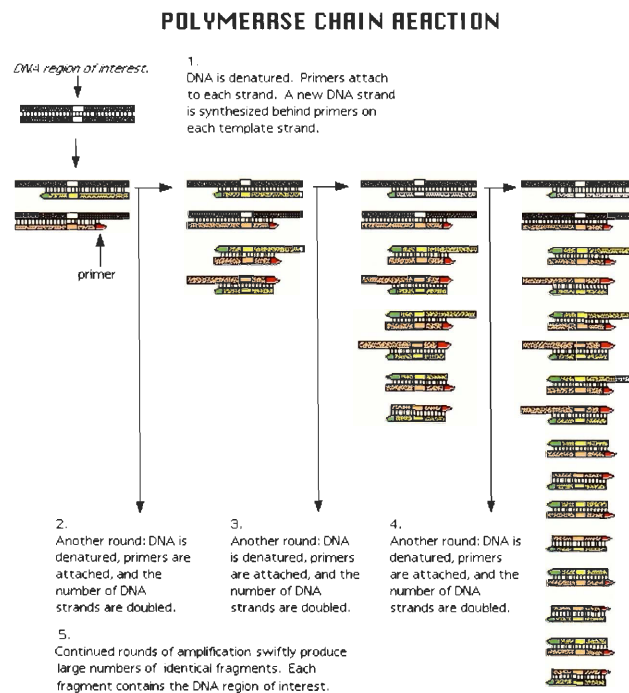 POLYMERASE CHAIN REACTION
DNA region of interest.
1.
DNA is denatured. Primers attach
to each strand. A new DNA strand
is synthesized behind primers on
each template strand.
primer
2.
Another round: DNA is
denatured, primers are
attached, and the
number of DNA
strands are doubled.
3.
Another round: DNA
is denatured, primers
are attached, and the
number of DNA
strands are doubled.
4.
Another round: DNA is
denatured, primers
are attached, and the
number of DNA
strands are doubled.
5.
Continued rounds of amplification swiftly produce
large numbers of identical fragments. Each
fragment contains the DNA region of interest.